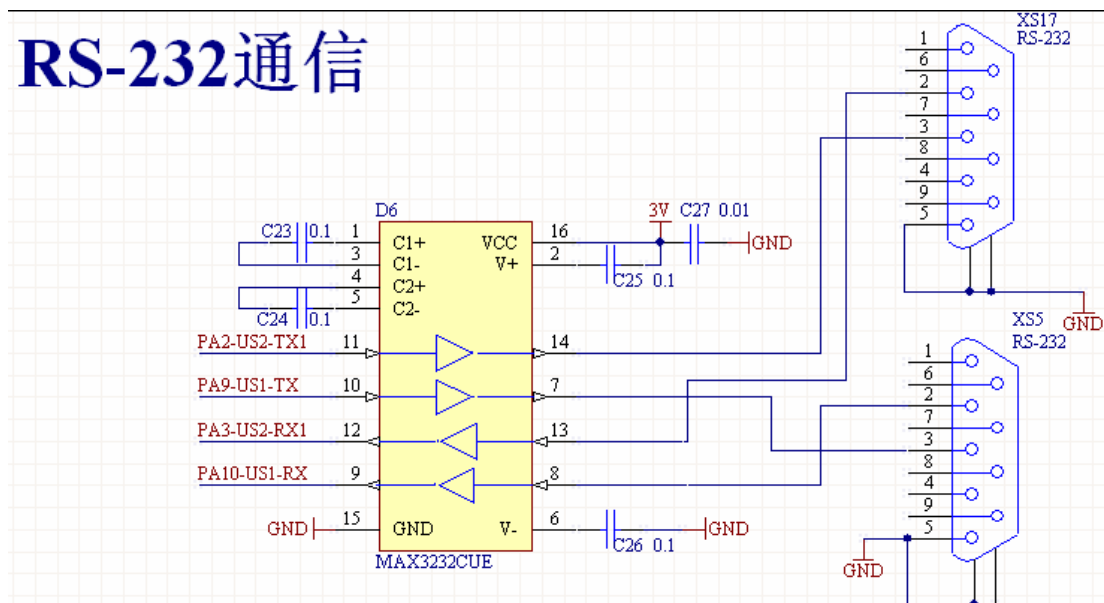 RS-232通信
XS17
RS-232
1
6
2
7
3
8
4
9
5
GND
D6
C23 0.1
1 C1+
3 C1-
4 C2+
5 C2-
C24 0.1
VCC 16
V+ 2
3V C27 0.01
GND
C25 0.1
PA2-US2-TX1 11 14
PA9-US1-TX 10 7
PA3-US2-RX1 12 13
PA10-US1-RX 9 8
GND 15 GND V- 6 GND
C26 0.1
MAX3232CUE
XS5
RS-232
1
6
2
7
3
8
4
9
5
GND